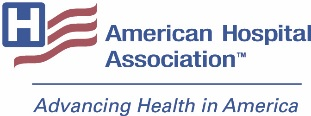 H American Hospital
Association™
Advancing Health in America